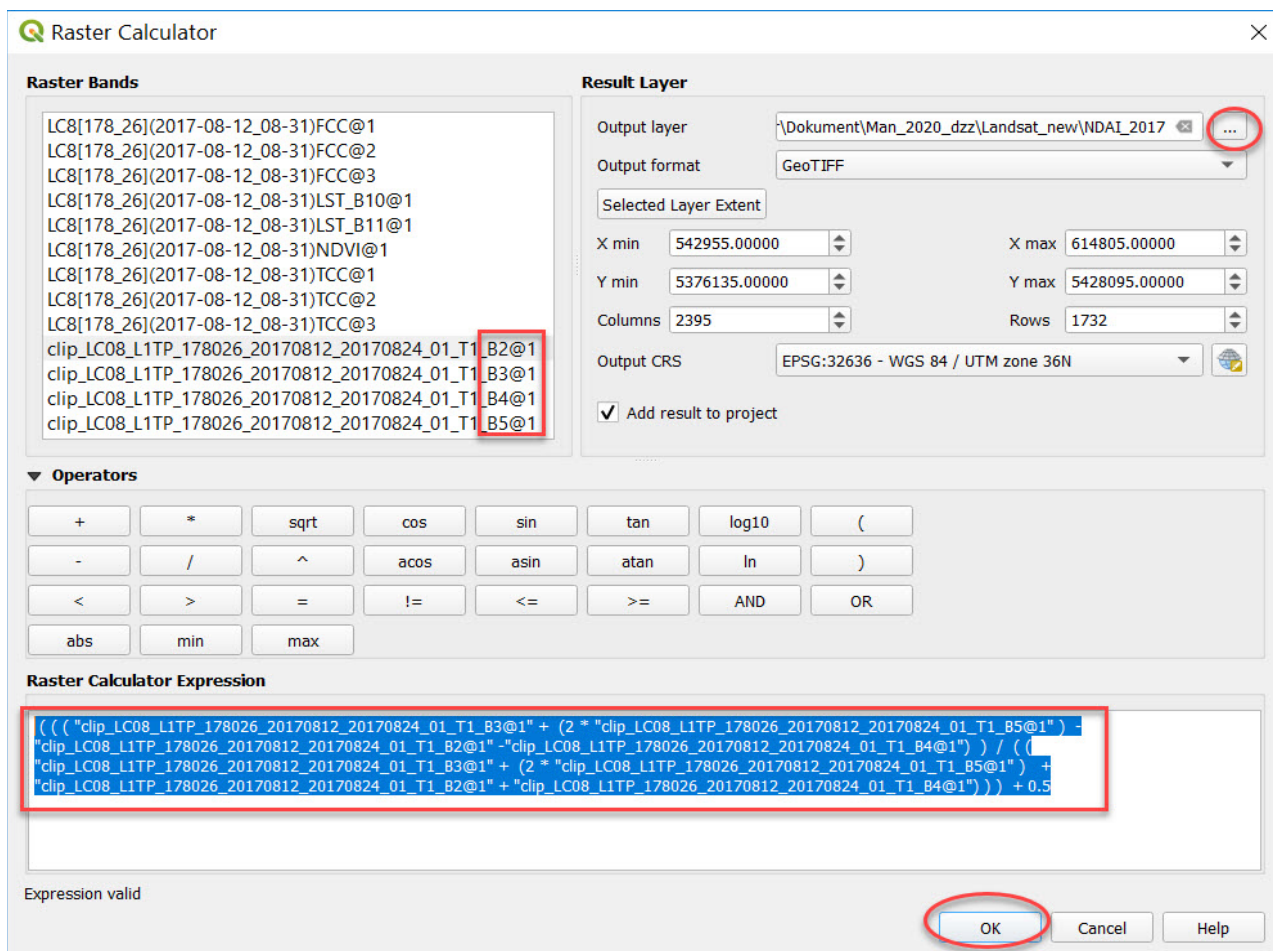 Raster Calculator
Raster Bands
LC8[178_26](2017-08-12_08-31)FCC@1
LC8[178_26](2017-08-12_08-31)FCC@2
LC8[178_26](2017-08-12_08-31)FCC@3
LC8[178_26](2017-08-12_08-31)LST_B10@1
LC8[178_26](2017-08-12_08-31)LST_B11@1
LC8[178_26](2017-08-12_08-31)NDVI@1
LC8[178_26](2017-08-12_08-31)TCC@1
LC8[178_26](2017-08-12_08-31)TCC@2
LC8[178_26](2017-08-12_08-31)TCC@3
clip_LC08_L1TP_178026_20170812_20170824_01_T1_B2@1
clip_LC08_L1TP_178026_20170812_20170824_01_T1_B3@1
clip_LC08_L1TP_178026_20170812_20170824_01_T1_B4@1
clip_LC08_L1TP_178026_20170812_20170824_01_T1_B5@1
Result Layer
Output layer \Dokument\Man_2020_dzz\Landsat_new\NDAI_2017 ...
Output format GeoTIFF
Selected Layer Extent
X min 542955.00000 X max 614805.00000
Y min 5376135.00000 Y max 5428095.00000
Columns 2395 Rows 1732
Output CRS EPSG:32636 - WGS 84 / UTM zone 36N
Add result to project
Operators
+ * sqrt cos sin tan log10 (
- / ^ acos asin atan ln )
< > = != <= >= AND OR
abs min max
Raster Calculator Expression
( ( ( "clip_LC08_L1TP_178026_20170812_20170824_01_T1_B3@1" + (2 * "clip_LC08_L1TP_178026_20170812_20170824_01_T1_B5@1" ) -
"clip_LC08_L1TP_178026_20170812_20170824_01_T1_B2@1" -"clip_LC08_L1TP_178026_20170812_20170824_01_T1_B4@1") ) / ( (
"clip_LC08_L1TP_178026_20170812_20170824_01_T1_B3@1" + (2 * "clip_LC08_L1TP_178026_20170812_20170824_01_T1_B5@1" ) +
"clip_LC08_L1TP_178026_20170812_20170824_01_T1_B2@1" + "clip_LC08_L1TP_178026_20170812_20170824_01_T1_B4@1") ) ) + 0.5
Expression valid
OK Cancel Help